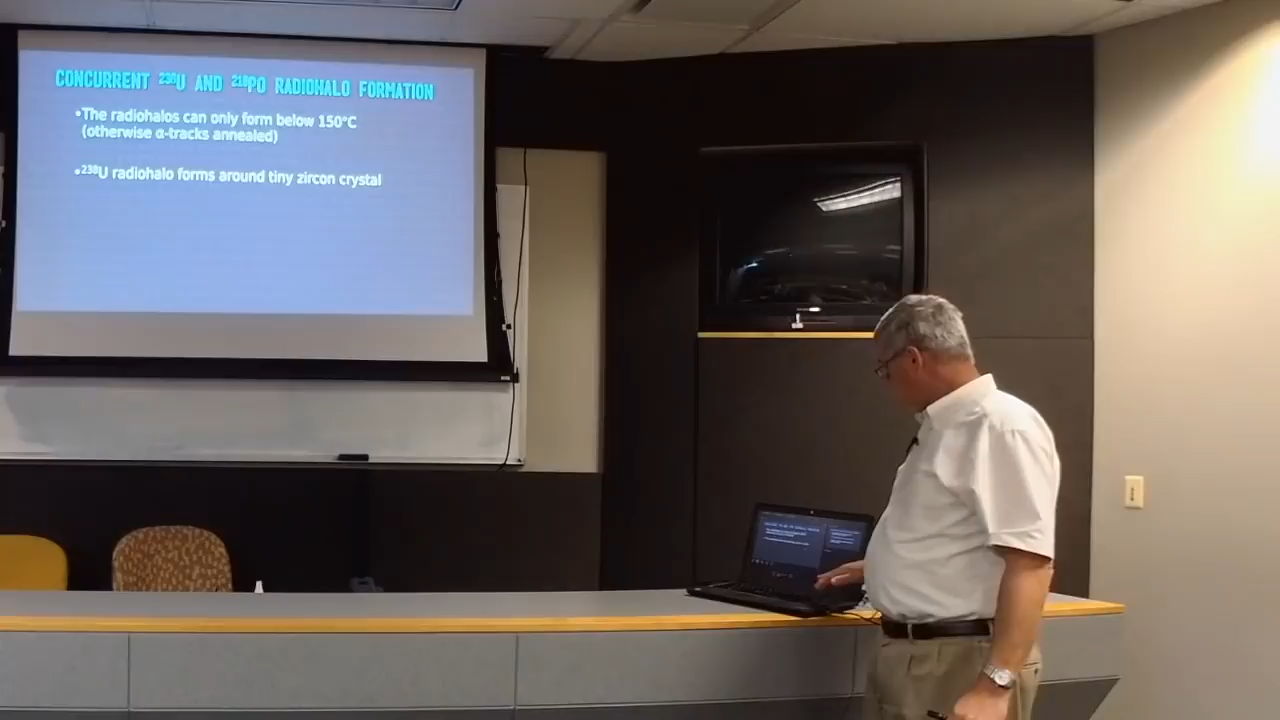 CONCURRENT ²³⁸U AND ²¹⁸PO RADIOHALO FORMATION
•The radiohalos can only form below 150°C
(otherwise α-tracks annealed)
•²³⁸U radiohalo forms around tiny zircon crystal